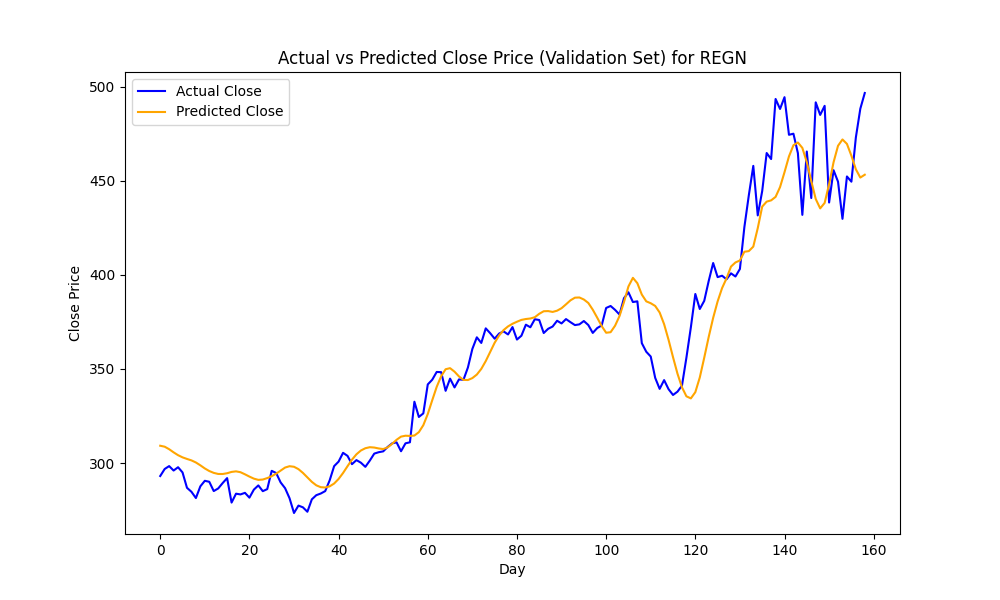 Actual vs Predicted Close Price (Validation Set) for REGN
Actual Close
Predicted Close
Close Price
500
450
400
350
300
0 20 40 60 80 100 120 140 160
Day